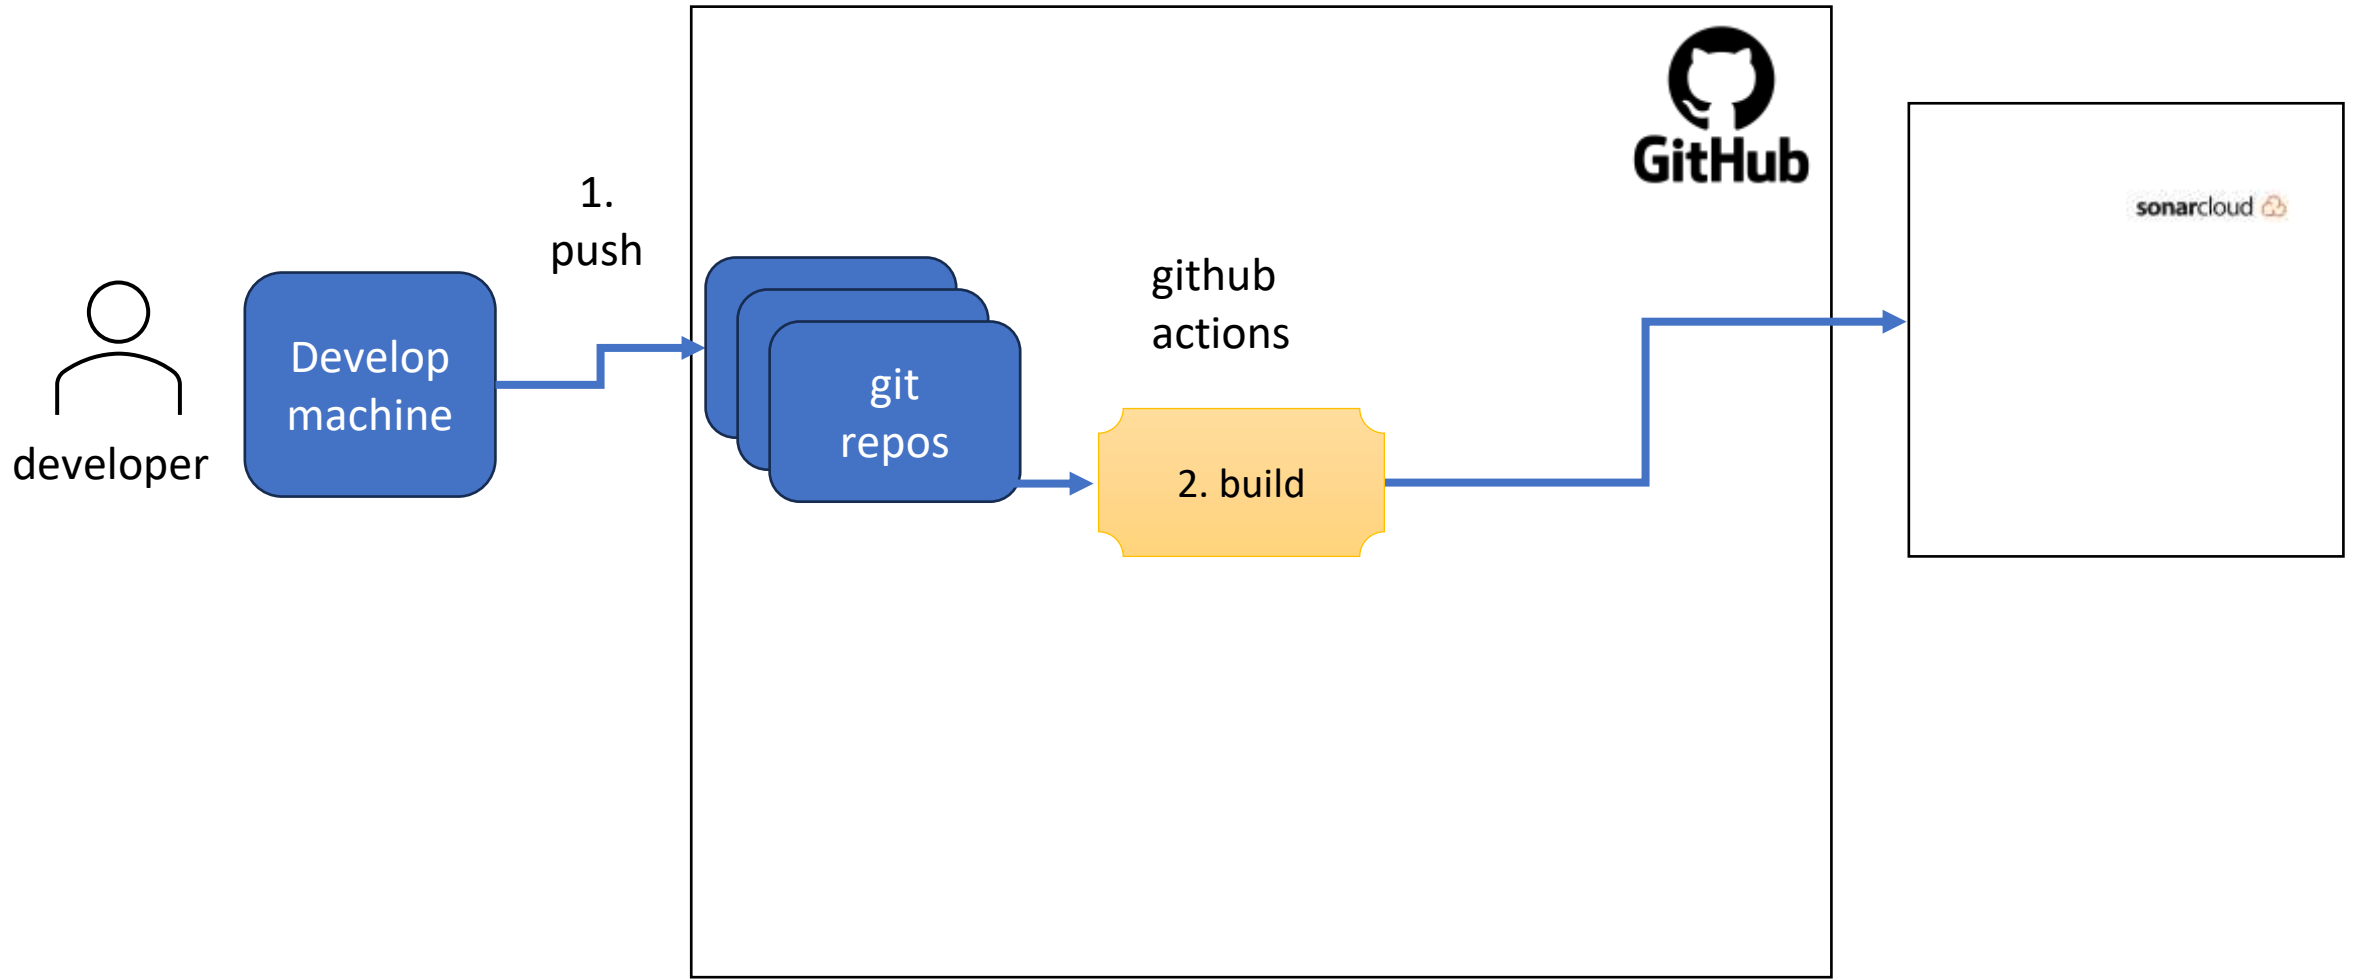 developer
Develop
machine
1.
push
git
repos
github
actions
2. build
GitHub
sonarcloud